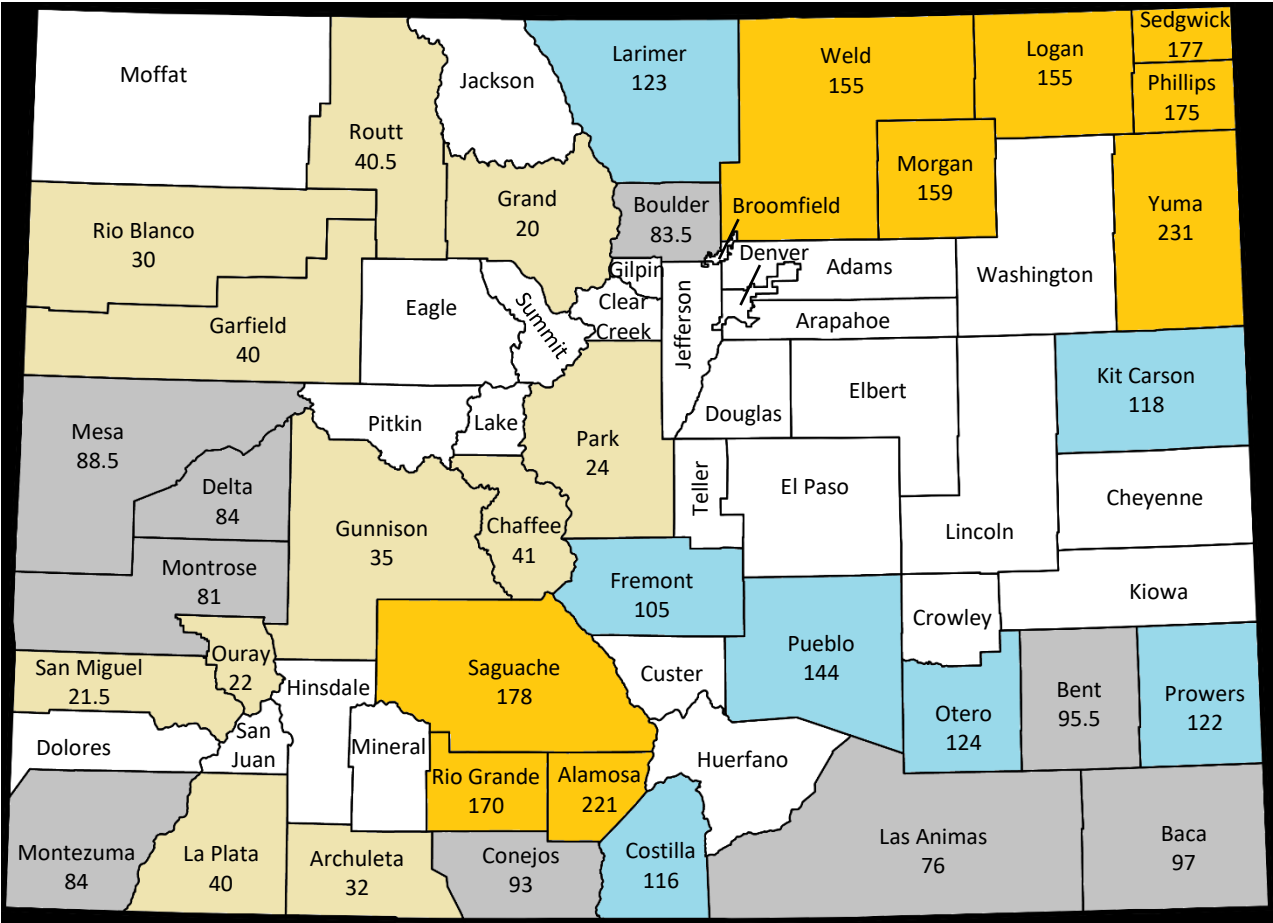 Moffat
Routt
40.5
Jackson
Larimer
123
Weld
155
Logan
155
Sedgwick
177
Phillips
175
Morgan
159
Yuma
231
Rio Blanco
30
Grand
20
Boulder
83.5
Broomfield
Denver
Adams
Washington
Gilpin
Garfield
40
Eagle
Summit
Clear
Creek
Jefferson
Arapahoe
Kit Carson
118
Mesa
88.5
Pitkin
Lake
Park
24
Douglas
Elbert
Delta
84
Gunnison
35
Chaffee
41
Teller
El Paso
Lincoln
Cheyenne
Montrose
81
Fremont
105
Kiowa
Crowley
Pueblo
144
Ouray
22
San Miguel
21.5
Hinsdale
Saguache
178
Custer
Otero
124
Bent
95.5
Prowers
122
Dolores
San
Juan
Mineral
Rio Grande
170
Alamosa
221
Huerfano
Montezuma
84
La Plata
40
Archuleta
32
Conejos
93
Costilla
116
Las Animas
76
Baca
97